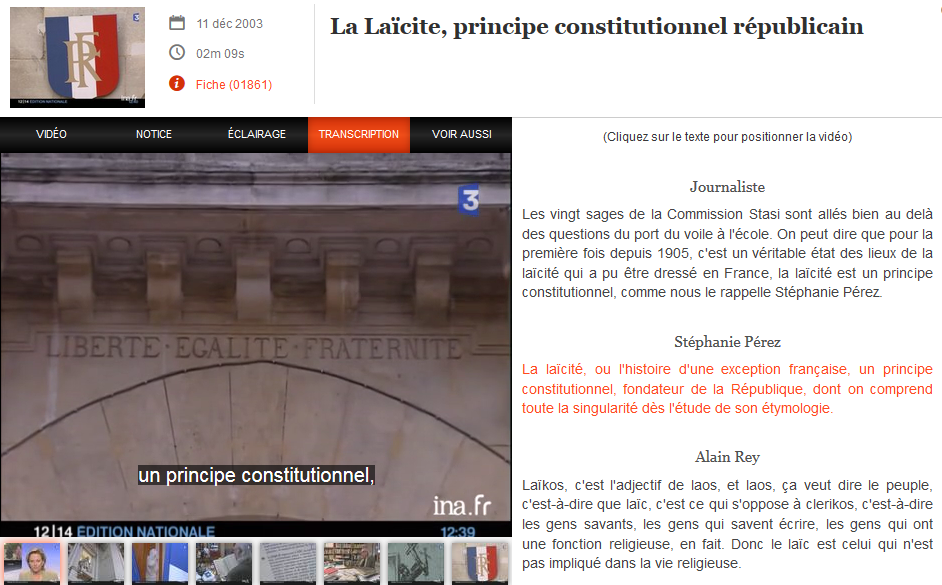 3
RF
12|14 EDITION NATIONALE
ina.fr
11 déc 2003
02m 09s
Fiche (01861)
La Laïcite, principe constitutionnel républicain
VIDÉO
NOTICE
ÉCLAIRAGE
TRANSCRIPTION
VOIR AUSSI
3
LIBERTE · EGALITE · FRATERNITE
un principe constitutionnel,
ina.fr
12|14 EDITION NATIONALE
12:39
(Cliquez sur le texte pour positionner la vidéo)
Journaliste
Les vingt sages de la Commission Stasi sont allés bien au delà
des questions du port du voile à l'école. On peut dire que pour la
première fois depuis 1905, c'est un véritable état des lieux de la
laïcité qui a pu être dressé en France, la laïcité est un principe
constitutionnel, comme nous le rappelle Stéphanie Pérez.
Stéphanie Pérez
La laïcité, ou l'histoire d'une exception française, un principe
constitutionnel, fondateur de la République, dont on comprend
toute la singularité dès l'étude de son étymologie.
Alain Rey
Laïkos, c'est l'adjectif de laos, et laos, ça veut dire le peuple,
c'est-à-dire que laïc, c'est ce qui s'oppose à clerikos, c'est-à-dire
les gens savants, les gens qui savent écrire, les gens qui ont
une fonction religieuse, en fait. Donc le laïc est celui qui n'est
pas impliqué dans la vie religieuse.